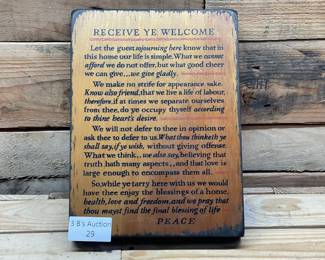 RECEIVE YE WELCOME
Let the guest sojourning here know that in
this home our life is simple. What we cannot
afford we do not offer, but what good cheer
we can give... we give gladly.
We make no strife for appearance sake.
Know also friend, that we live a life of labour,
therefore, if at times we separate ourselves
from thee, do ye occupy thyself according
to thine heart's desire.
We will not defer to thee in opinion or
ask thee to defer to us. What thou thinketh ye
shall say, if ye wish, without giving offense.
What we think... we also say, believing that
truth hath many aspects... and that love is
large enough to encompass them all.
So, while ye tarry here with us we would
have thee enjoy the blessings of a home,
health, love and freedom, and we pray that
thou mayst find the final blessing of life
PEACE
3 B's Auction
29